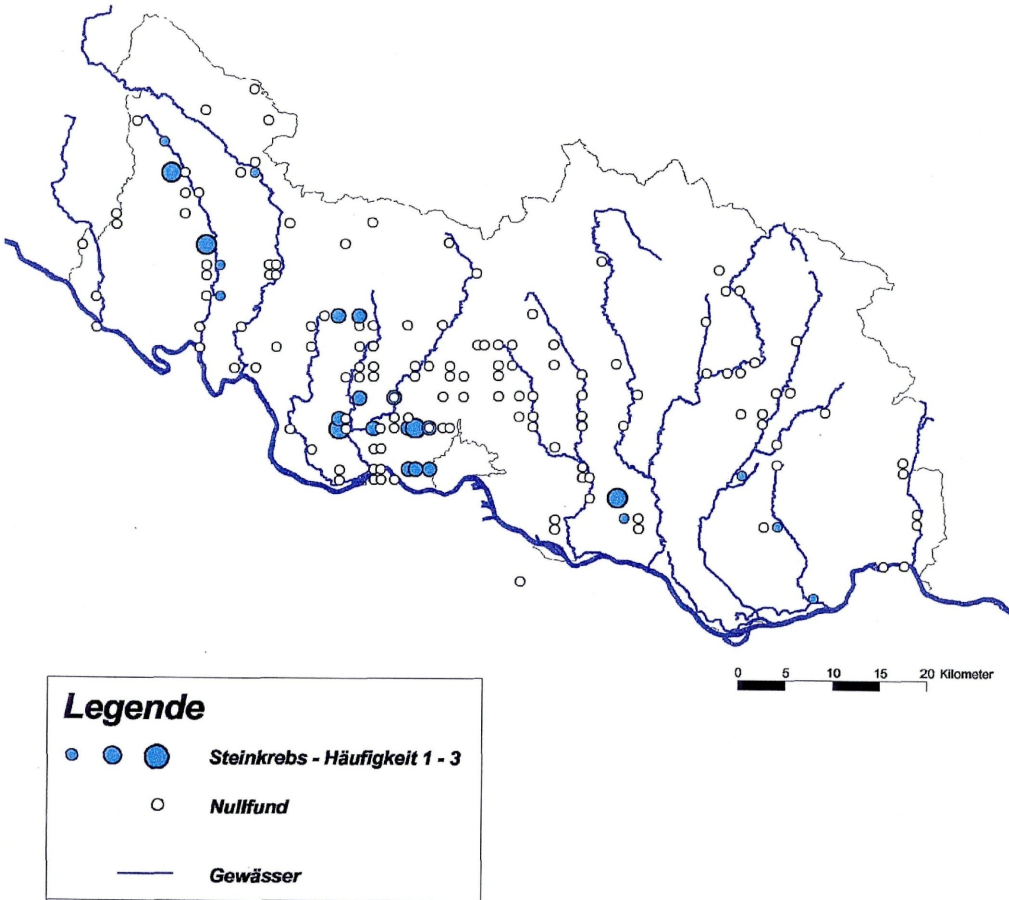 0 5 10 15 20 Kilometer
Legende
Steinkrebs - Häufigkeit 1 - 3
Nullfund
Gewässer